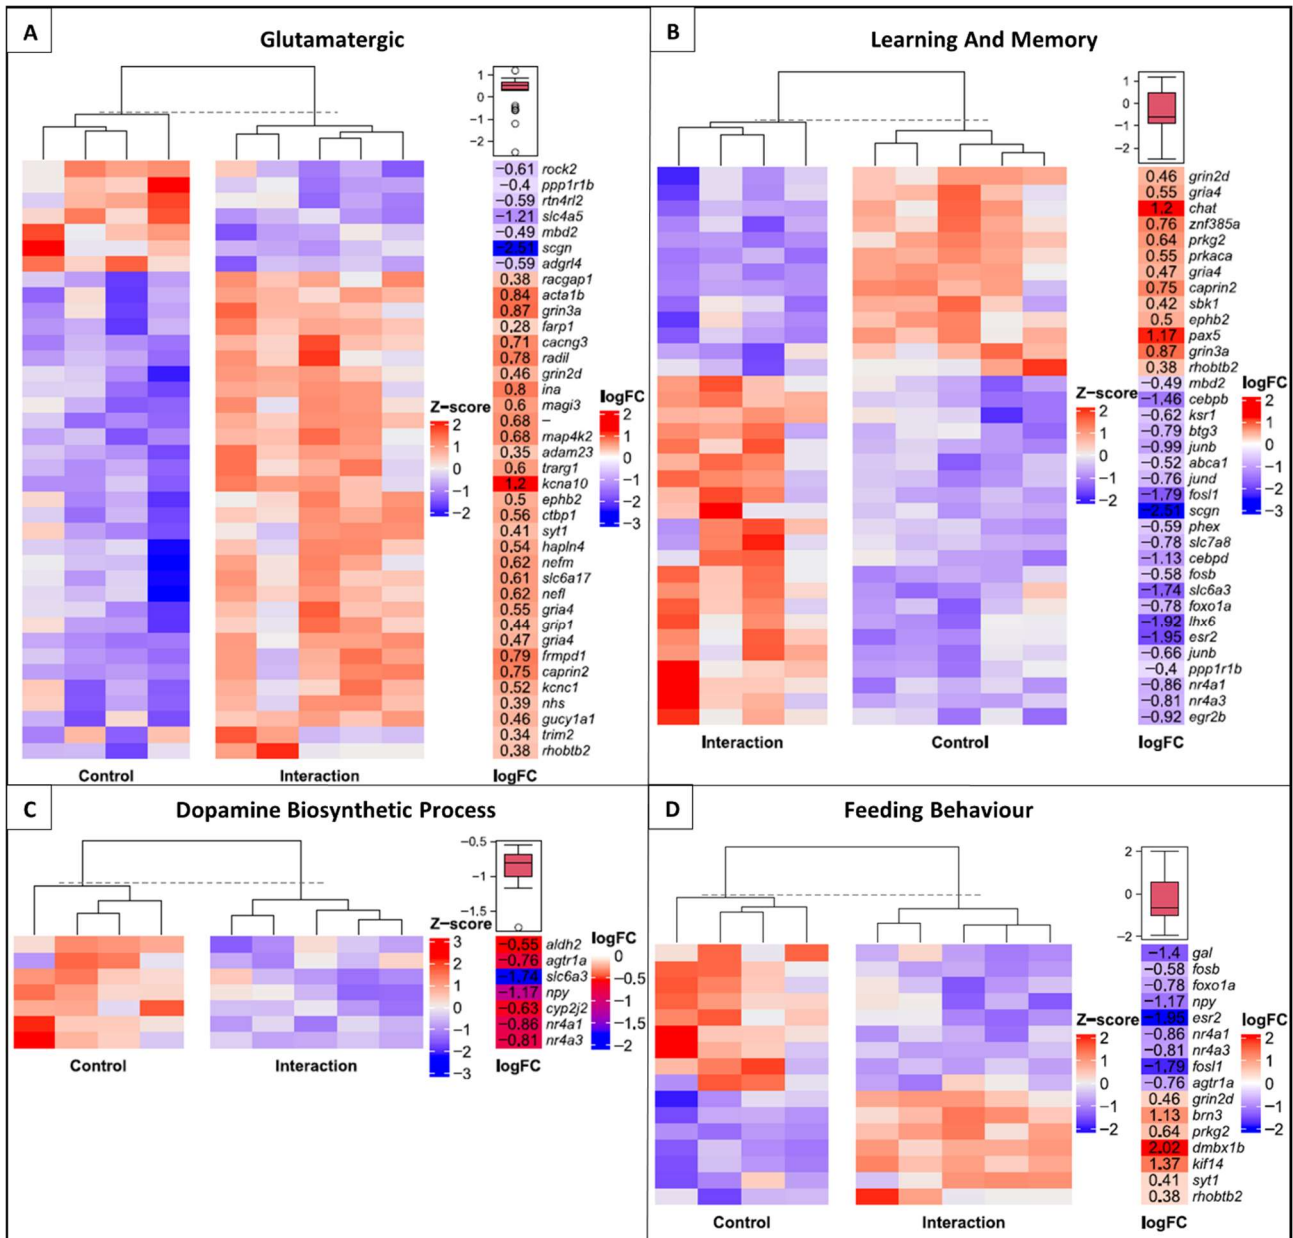 A
Glutamatergic
1
0
−1
−2
−0.61 rock2
−0.4 ppp1r1b
−0.59 rtn4rl2
−1.21 slc4a5
−0.49 mbd2
−2.51 scgn
−0.59 adgrl4
0.38 racgap1
0.84 acta1b
0.87 grin3a
0.28 farp1
0.71 cacng3
0.78 radil
0.46 grin2d
0.8 ina
0.6 magi3
0.68 –
0.68 map4k2
0.35 adam23
0.6 trarg1
1.2 kcna10
0.5 ephb2
0.56 ctbp1
0.41 syt1
0.54 hapln4
0.62 nefm
0.61 slc6a17
0.62 nefl
0.55 gria4
0.44 grip1
0.47 gria4
0.79 frmpd1
0.75 caprin2
0.52 kcnc1
0.39 nhs
0.46 gucy1a1
0.34 trim2
0.38 rhobtb2
Z−score
2
1
0
−1
−2
logFC
2
1
0
−1
−2
−3
Control
Interaction
logFC
B
Learning And Memory
1
0
−1
−2
0.46 grin2d
0.55 gria4
1.2 chat
0.76 znf385a
0.64 prkg2
0.55 prkaca
0.47 gria4
0.75 caprin2
0.42 sbk1
0.5 ephb2
1.17 pax5
0.87 grin3a
0.38 rhobtb2
−0.49 mbd2
−1.46 cebpb
−0.62 ksr1
−0.79 btg3
−0.99 junb
−0.52 abca1
−0.76 jund
−1.79 fosl1
−2.51 scgn
−0.59 phex
−0.78 slc7a8
−1.13 cebpd
−0.58 fosb
−1.74 slc6a3
−0.78 foxo1a
−1.92 lhx6
−1.95 esr2
−0.66 junb
−0.4 ppp1r1b
−0.86 nr4a1
−0.81 nr4a3
−0.92 egr2b
Z−score
2
1
0
−1
−2
logFC
2
1
0
−1
−2
−3
Interaction
Control
logFC
C
Dopamine Biosynthetic Process
−0.5
−1
−1.5
−0.55 aldh2
−0.76 agtr1a
−1.74 slc6a3
−1.17 npy
−0.63 cyp2j2
−0.86 nr4a1
−0.81 nr4a3
Z−score
3
2
1
0
−1
−2
−3
logFC
0
−0.5
−1
−1.5
−2
Control
Interaction
logFC
D
Feeding Behaviour
2
0
−2
−1.4 gal
−0.58 fosb
−0.78 foxo1a
−1.17 npy
−1.95 esr2
−0.86 nr4a1
−0.81 nr4a3
−1.79 fosl1
−0.76 agtr1a
0.46 grin2d
1.13 brn3
0.64 prkg2
2.02 dmbx1b
1.37 kif14
0.41 syt1
0.38 rhobtb2
Z−score
2
1
0
−1
−2
logFC
2
1
0
−1
−2
Control
Interaction
logFC